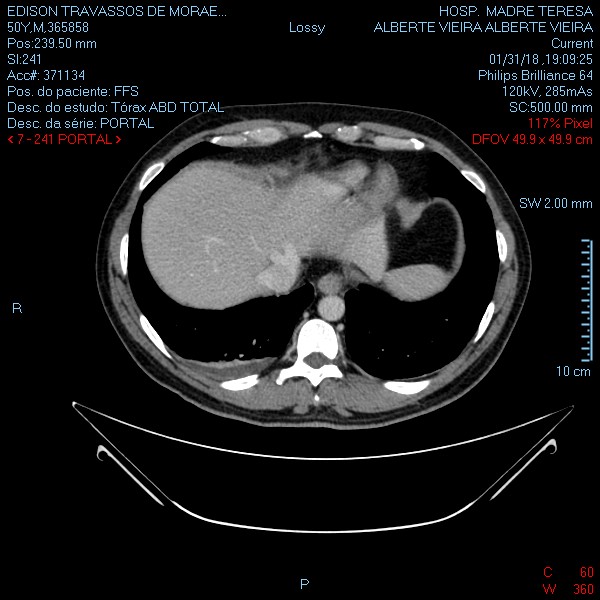 EDISON TRAVASSOS DE MORAE...
50Y,M,365858
Pos:239.50 mm
SI:241
Acc#: 371134
Pos. do paciente: FFS
Desc. do estudo: Tórax ABD TOTAL
Desc. da série: PORTAL
< 7 - 241 PORTAL >
Lossy
HOSP. MADRE TERESA
ALBERTE VIEIRA ALBERTE VIEIRA
Current
01/31/18 ,19:09:25
Philips Brilliance 64
120kV, 285mAs
SC:500.00 mm
117% Pixel
DFOV 49.9 x 49.9 cm
SW 2.00 mm
R
10 cm
P
C 60
W 360